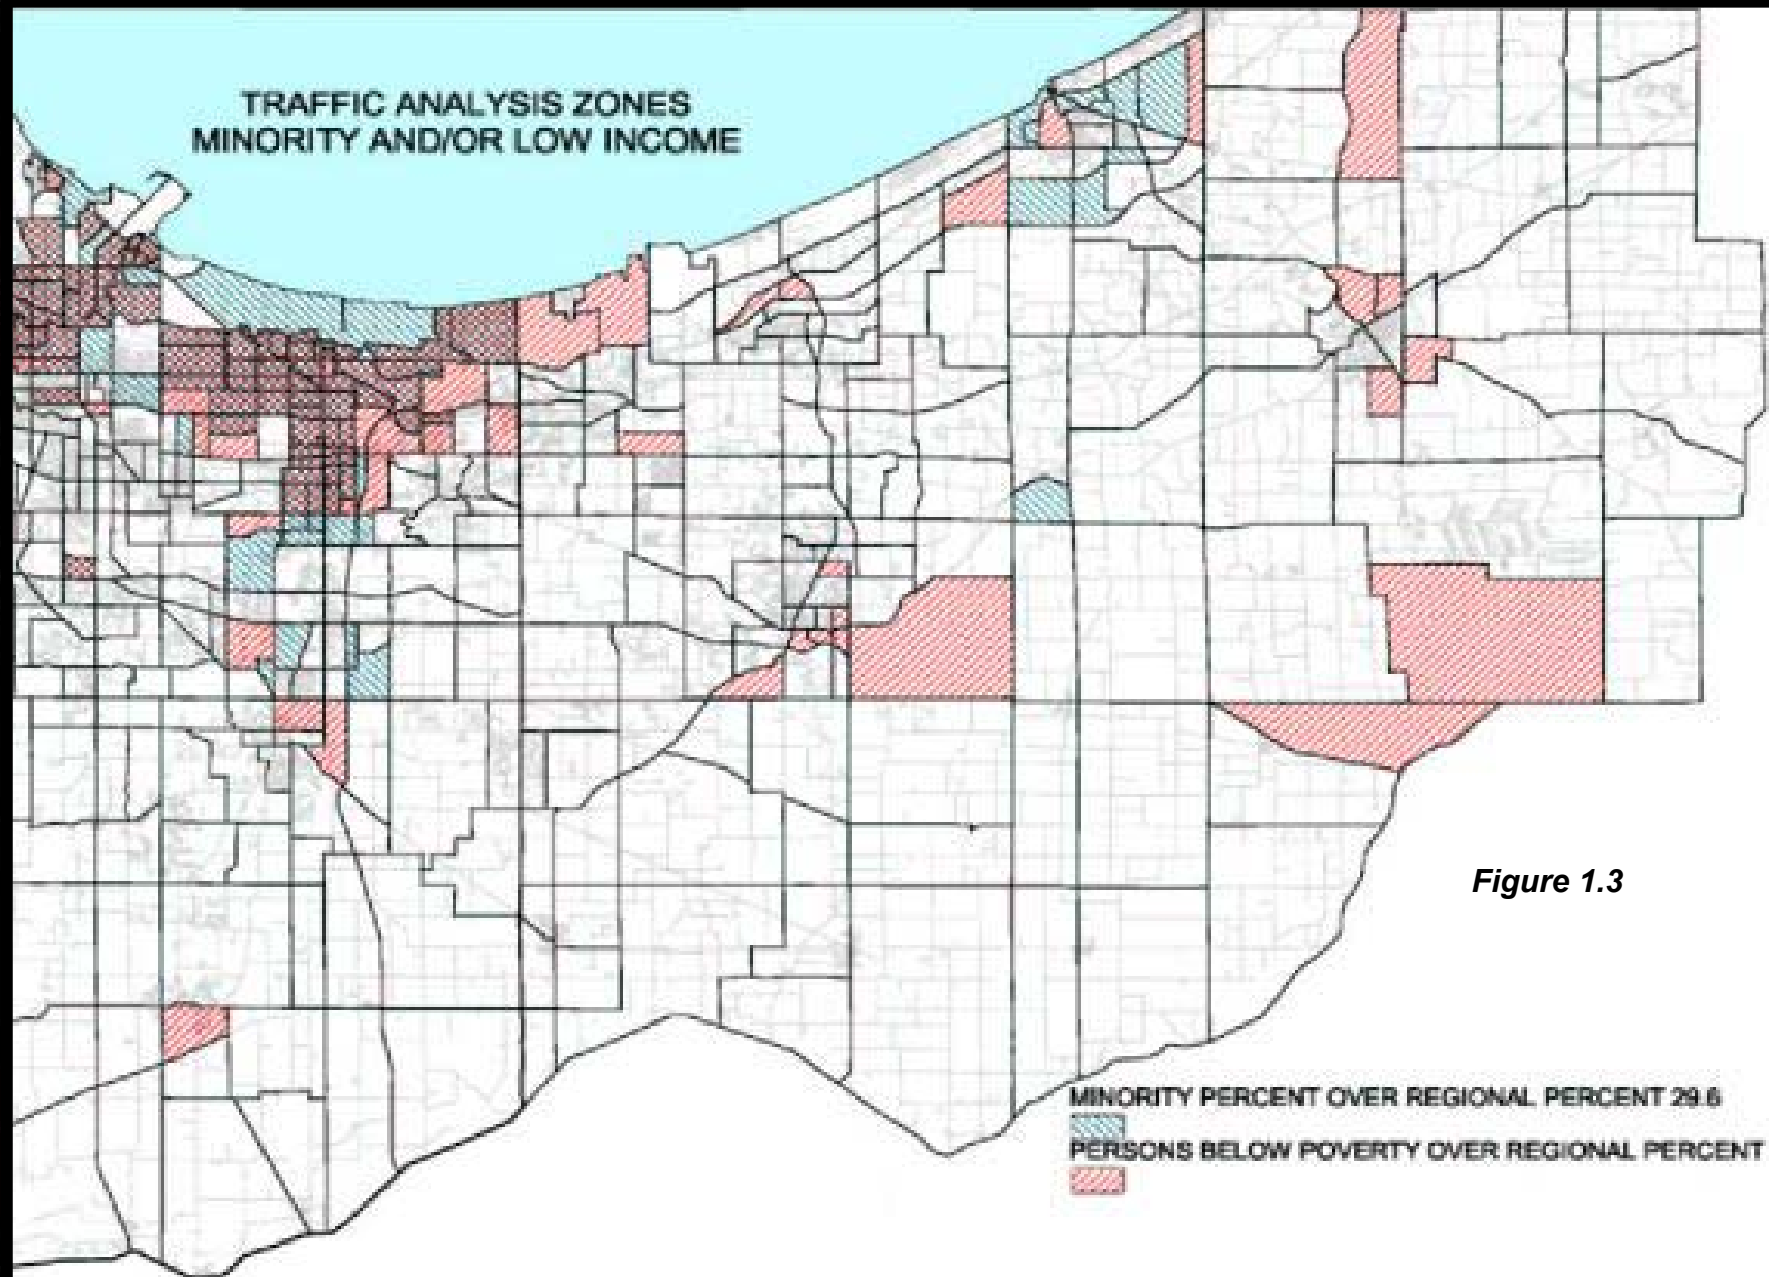 TRAFFIC ANALYSIS ZONES
MINORITY AND/OR LOW INCOME
Figure 1.3
MINORITY PERCENT OVER REGIONAL PERCENT 29.6
PERSONS BELOW POVERTY OVER REGIONAL PERCENT